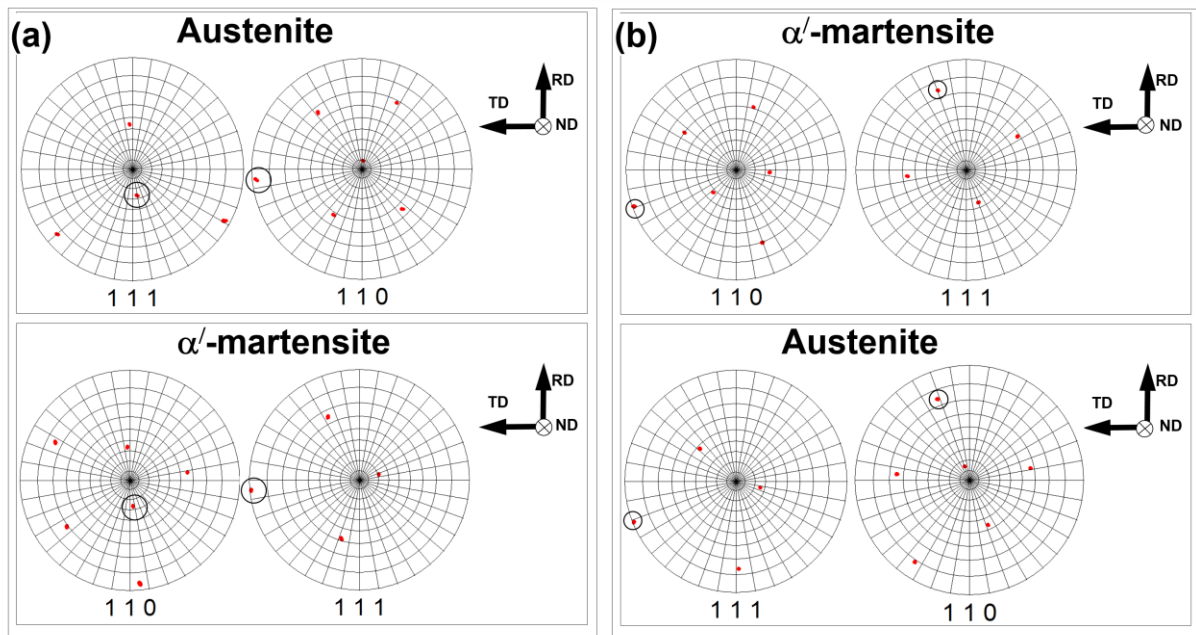 (a)
Austenite
RD
TD
ND
1 1 1
1 1 0
α′-martensite
RD
TD
ND
1 1 0
1 1 1
(b)
α′-martensite
RD
TD
ND
1 1 0
1 1 1
Austenite
RD
TD
ND
1 1 1
1 1 0